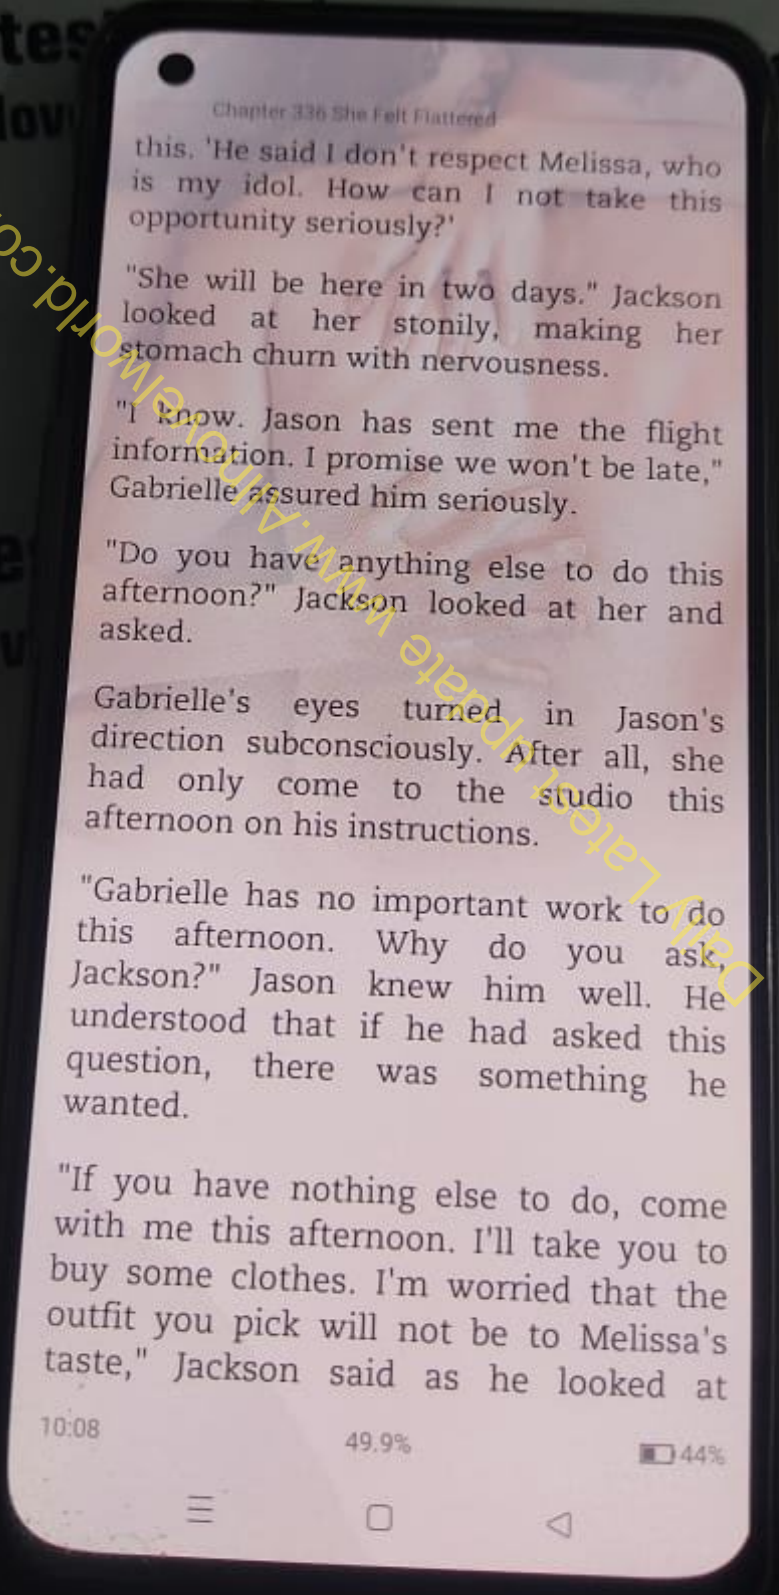 Chapter 336 She Felt Flattered
this. 'He said I don't respect Melissa, who
is my idol. How can I not take this
opportunity seriously?'
"She will be here in two days." Jackson
looked at her stonily, making her
stomach churn with nervousness.
"I know. Jason has sent me the flight
information. I promise we won't be late,"
Gabrielle assured him seriously.
"Do you have anything else to do this
afternoon?" Jackson looked at her and
asked.
Gabrielle's eyes turned in Jason's
direction subconsciously. After all, she
had only come to the studio this
afternoon on his instructions.
"Gabrielle has no important work to do
this afternoon. Why do you ask,
Jackson?" Jason knew him well. He
understood that if he had asked this
question, there was something he
wanted.
"If you have nothing else to do, come
with me this afternoon. I'll take you to
buy some clothes. I'm worried that the
outfit you pick will not be to Melissa's
taste," Jackson said as he looked at
10:08
49.9%
44%
Daily Latest update www.Allnovelworld.co